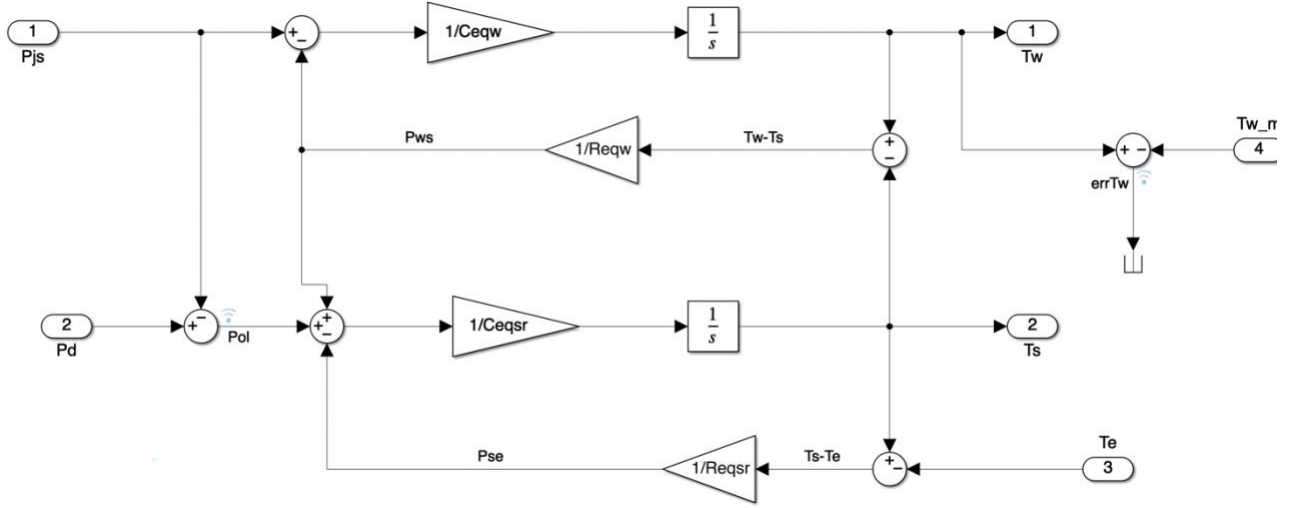 1
Pjs
+
−
1/Ceqw
1
s
1
Tw
Pws
1/Reqw
Tw-Ts
+
−
+ −
Tw_m
4
errTw
2
Pd
+ −
Pol
+ +
−
1/Ceqsr
1
s
2
Ts
Pse
1/Reqsr
Ts-Te
+
−
Te
3